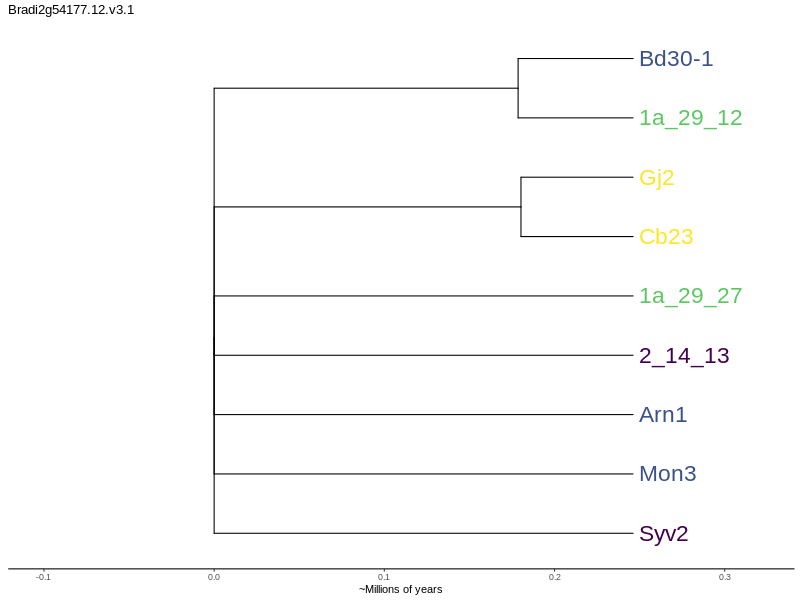 Bradi2g54177.12.v3.1
Bd30-1
1a_29_12
Gj2
Cb23
1a_29_27
2_14_13
Arn1
Mon3
Syv2
-0.1 0.0 0.1 0.2 0.3
~Millions of years